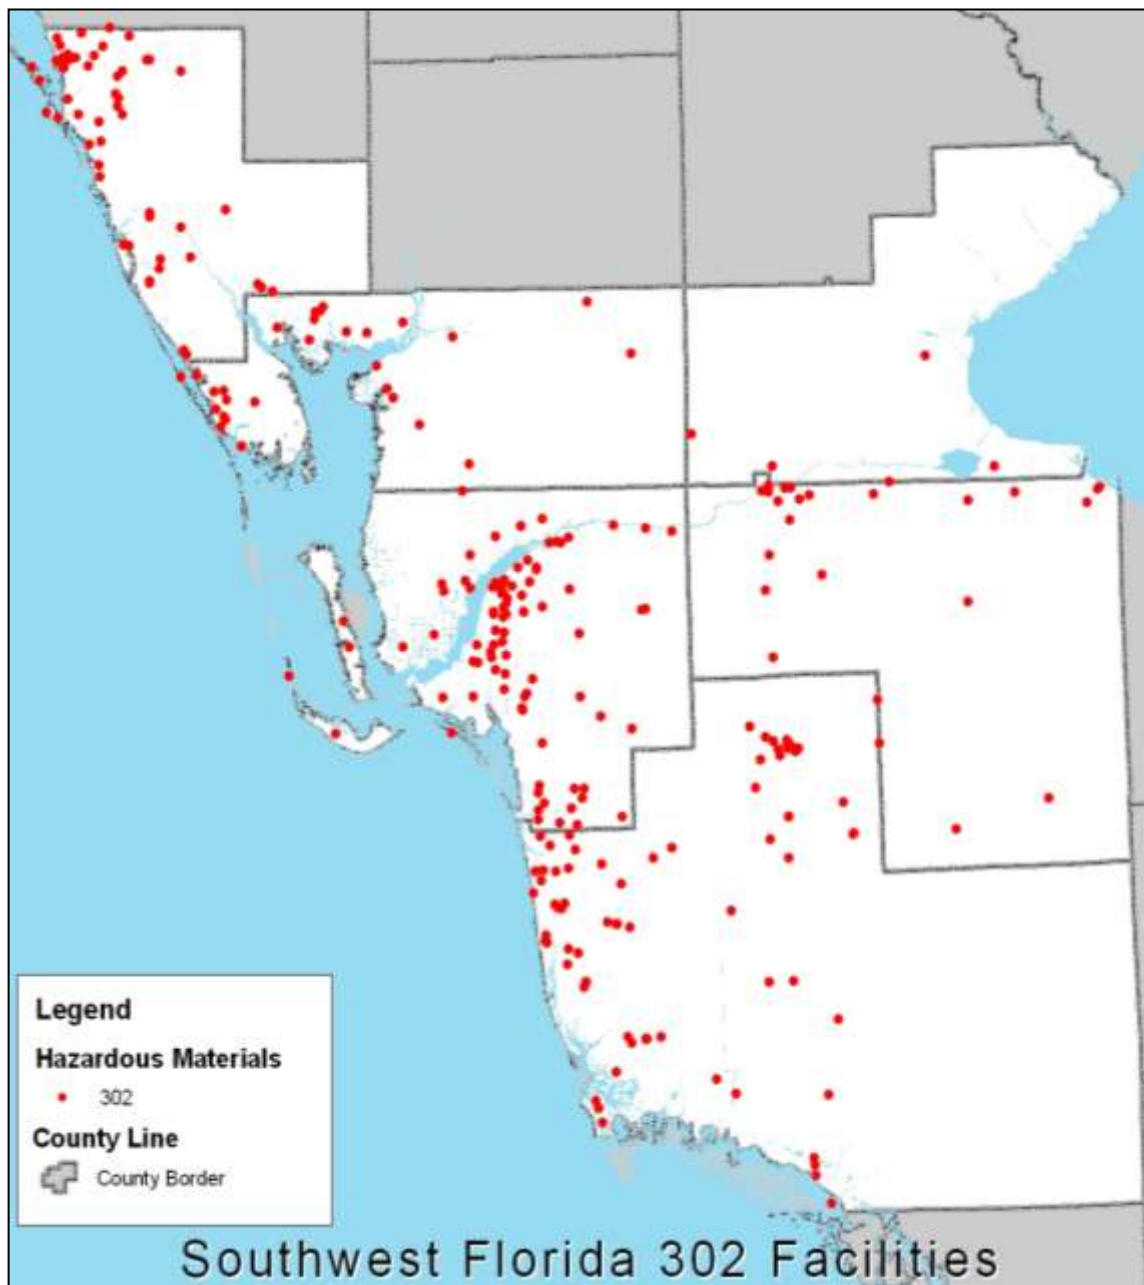 Legend
Hazardous Materials
302
County Line
County Border
Southwest Florida 302 Facilities